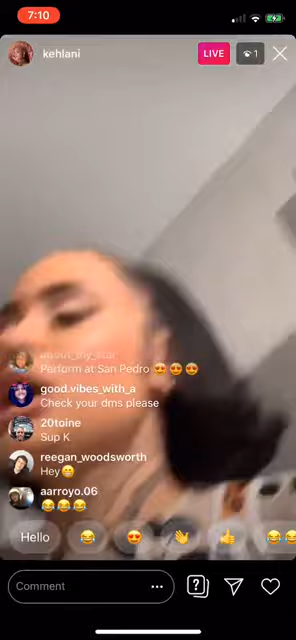 7:10
kehlani
LIVE
1
Perform at San Pedro 😍😍😍
good.vibes_with_a
Check your dms please
20toine
Sup K
reegan_woodsworth
Hey😁
aarroyo.06
😂😂😂
Hello 😂 😍 👋 👍 😂😂
Comment